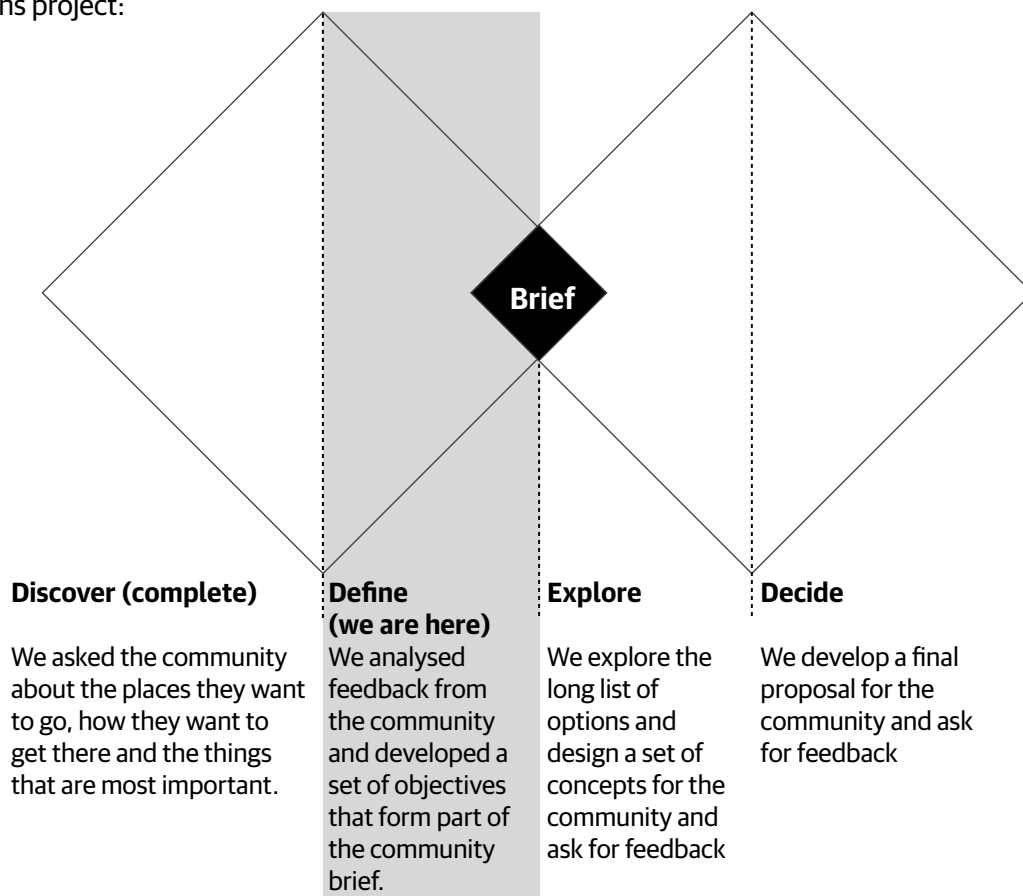 ns project:
Brief
Discover (complete)
We asked the community
about the places they want
to go, how they want to
get there and the things
that are most important.
Define
(we are here)
We analysed
feedback from
the community
and developed a
set of objectives
that form part of
the community
brief.
Explore
We explore the
long list of
options and
design a set of
concepts for the
community and
ask for feedback
Decide
We develop a final
proposal for the
community and ask
for feedback